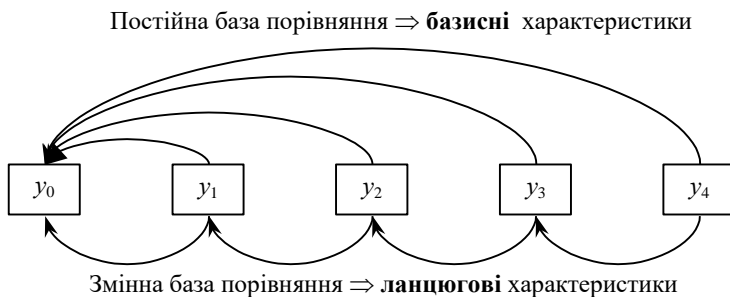 Постійна база порівняння ⇒ базисні характеристики
y₀ y₁ y₂ y₃ y₄
Змінна база порівняння ⇒ ланцюгові характеристики